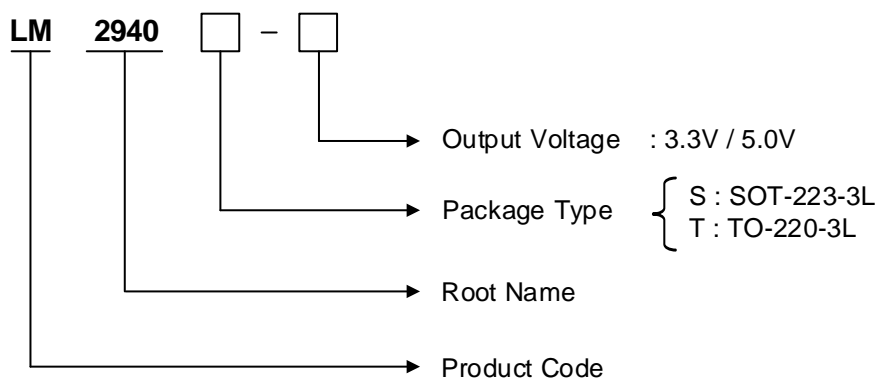 LM 2940 –
Output Voltage : 3.3V / 5.0V
Package Type
S : SOT-223-3L
T : TO-220-3L
Root Name
Product Code